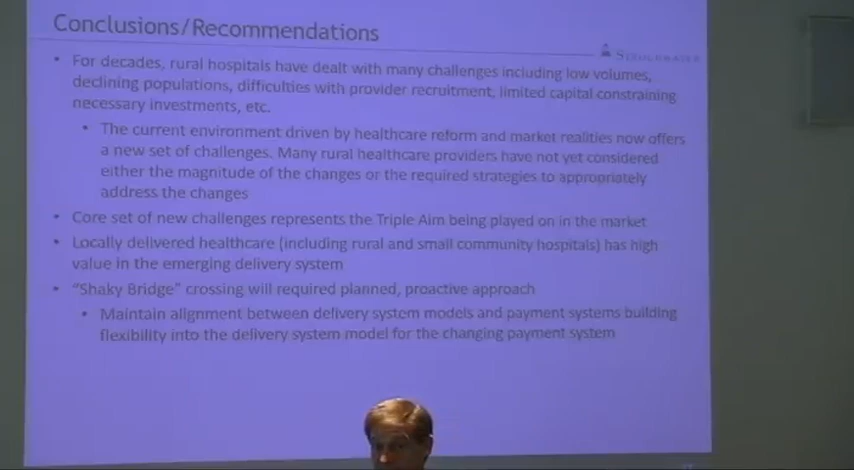 Conclusions/Recommendations
STROUDWATER
• For decades, rural hospitals have dealt with many challenges including low volumes,
declining populations, difficulties with provider recruitment, limited capital constraining
necessary investments, etc.
• The current environment driven by healthcare reform and market realities now offers
a new set of challenges. Many rural healthcare providers have not yet considered
either the magnitude of the changes or the required strategies to appropriately
address the changes
• Core set of new challenges represents the Triple Aim being played on in the market
• Locally delivered healthcare (including rural and small community hospitals) has high
value in the emerging delivery system
• “Shaky Bridge” crossing will required planned, proactive approach
• Maintain alignment between delivery system models and payment systems building
flexibility into the delivery system model for the changing payment system